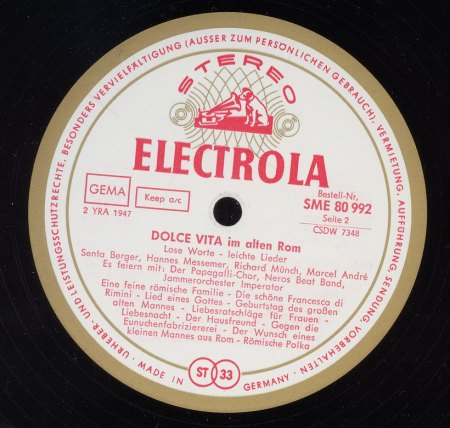 URHEBER- UND LEISTUNGSSCHUTZRECHTE, BESONDERS VERVIELFÄLTIGUNG (AUSSER ZUM PERSÖNLICHEN GEBRAUCH), VERMIETUNG, AUFFÜHRUNG, SENDUNG, VORBEHALTEN ·
STEREO
ELECTROLA
GEMA
Keep a/c
2 YRA 1947
Bestell-Nr.
SME 80 992
Seite 2
CSDW 7348
DOLCE VITA im alten Rom
Lose Worte - leichte Lieder
Senta Berger, Hannes Messemer, Richard Münch, Marcel André
Es feiern mit: Der Papagalli-Chor, Neros Beat Band,
Jammerorchester Imperator
Eine feine römische Familie - Die schöne Francesca di
Rimini - Lied eines Gottes - Geburtstag des großen
alten Mannes - Liebesratschläge für Frauen -
Liebesnacht - Der Hausfreund - Gegen die
Eunuchenfabriziererei - Der Wunsch eines
kleinen Mannes aus Rom - Römische Polka
MADE IN
ST 33
GERMANY